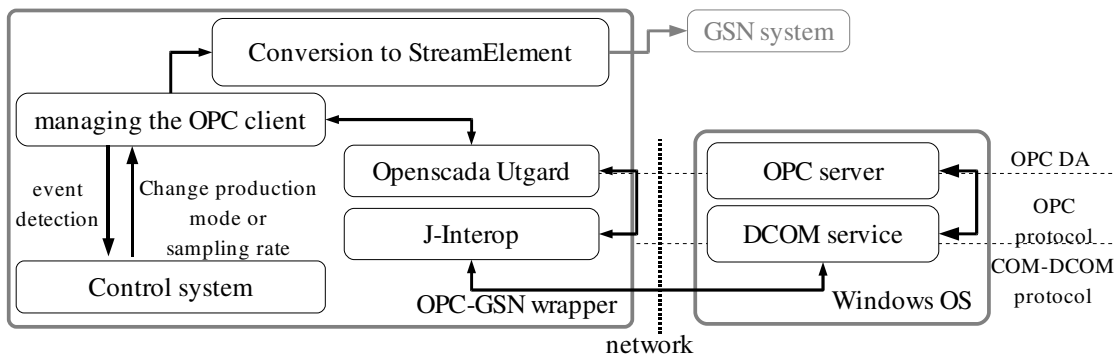 Conversion to StreamElement
GSN system
managing the OPC client
Openscada Utgard
OPC server
OPC DA
event
detection
Change production
mode or
sampling rate
J-Interop
DCOM service
OPC
protocol
Control system
COM-DCOM
protocol
OPC-GSN wrapper
Windows OS
network